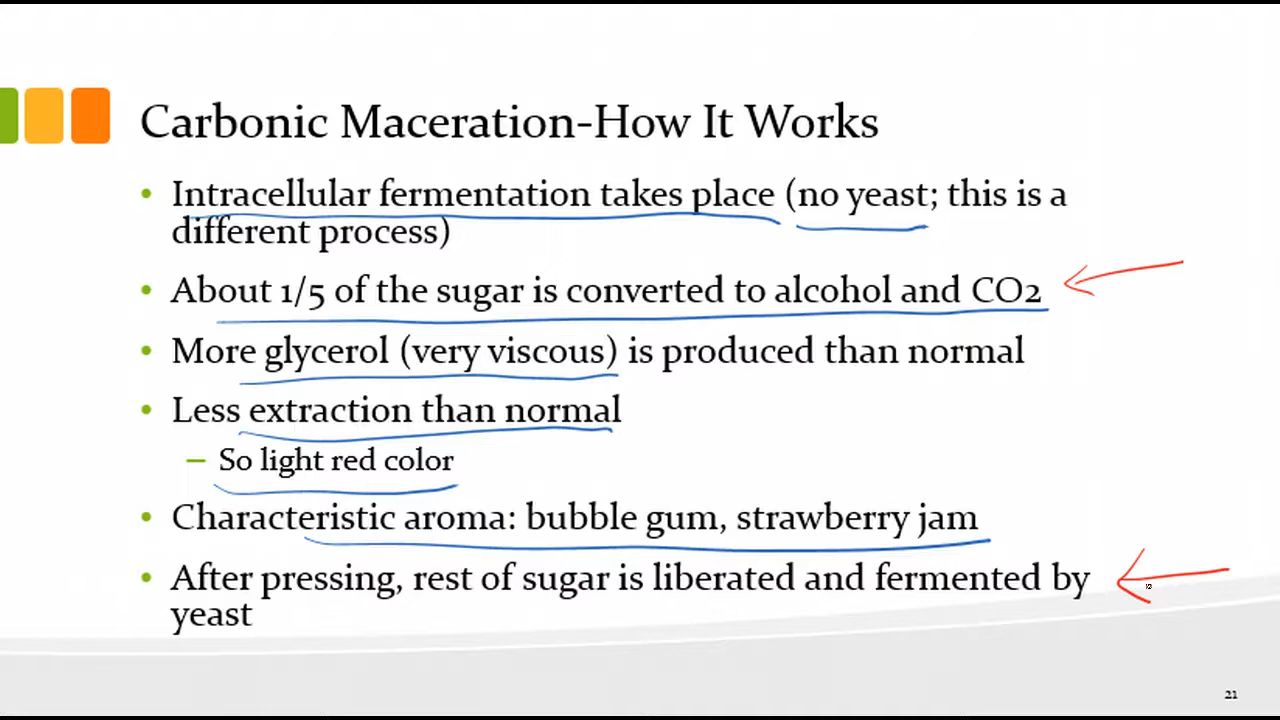 Carbonic Maceration-How It Works
• Intracellular fermentation takes place (no yeast; this is a
different process)
• About 1/5 of the sugar is converted to alcohol and CO2
• More glycerol (very viscous) is produced than normal
• Less extraction than normal
– So light red color
• Characteristic aroma: bubble gum, strawberry jam
• After pressing, rest of sugar is liberated and fermented by
yeast
21